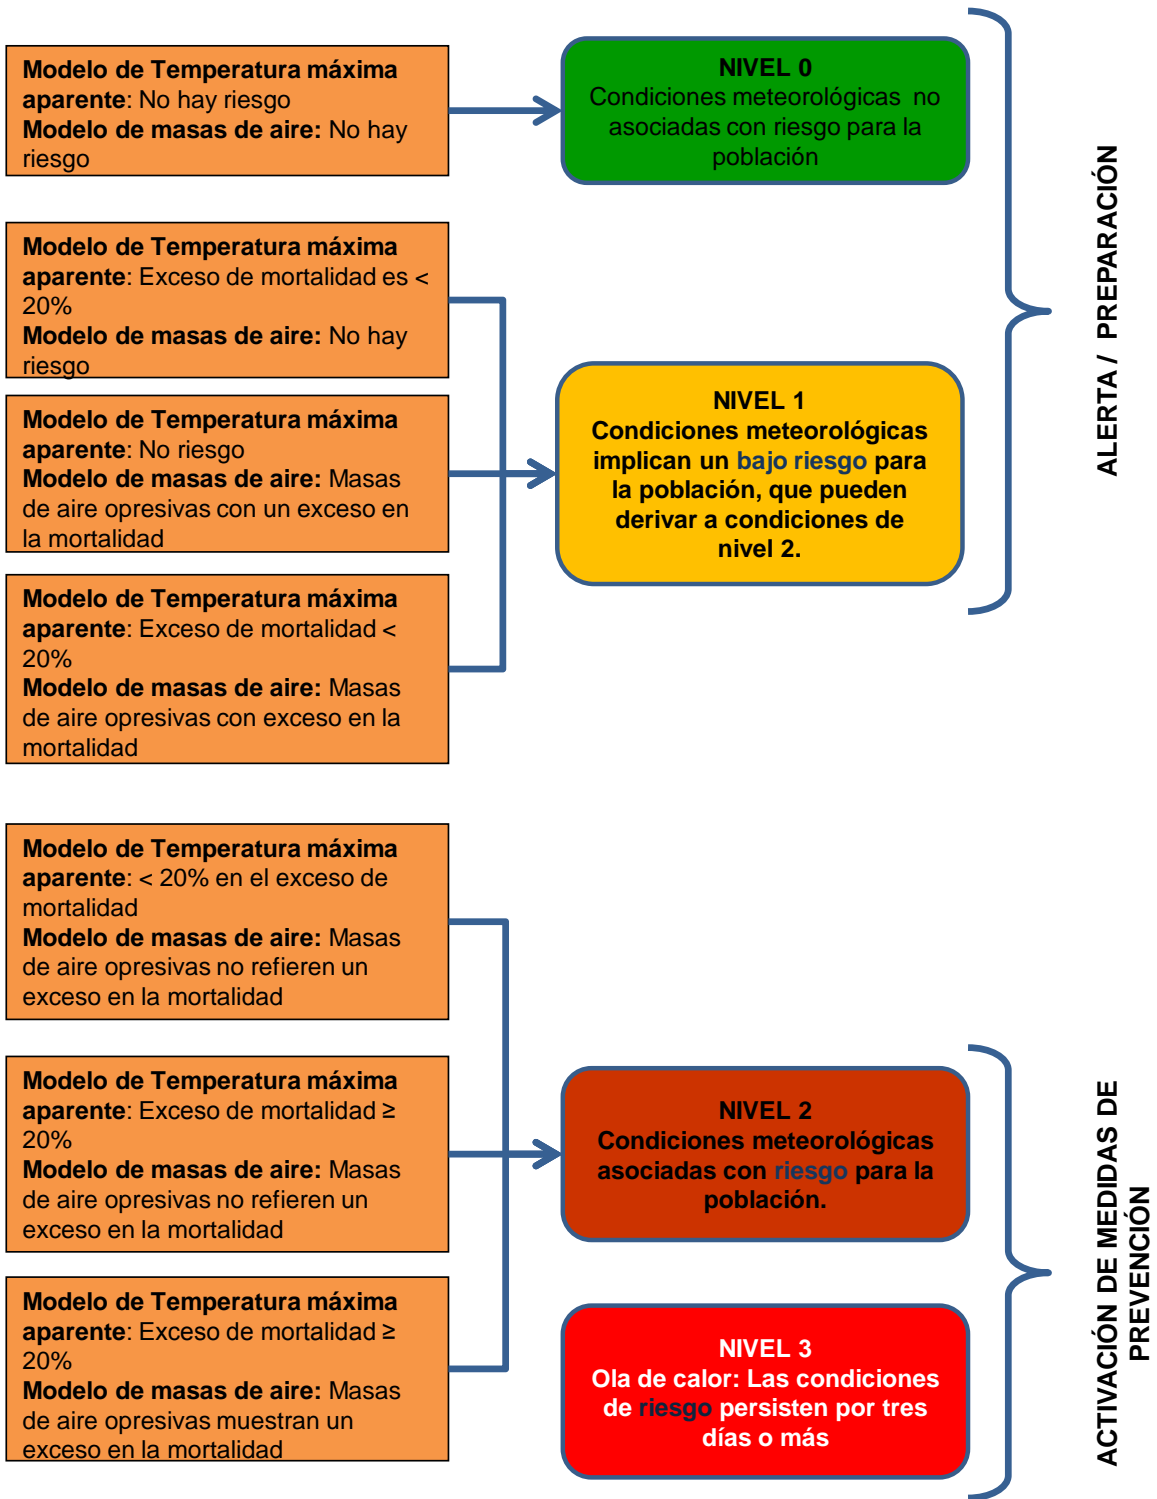 Modelo de Temperatura máxima
aparente: No hay riesgo
Modelo de masas de aire: No hay
riesgo
NIVEL 0
Condiciones meteorológicas no
asociadas con riesgo para la
población
Modelo de Temperatura máxima
aparente: Exceso de mortalidad es <
20%
Modelo de masas de aire: No hay
riesgo
Modelo de Temperatura máxima
aparente: No riesgo
Modelo de masas de aire: Masas
de aire opresivas con un exceso en
la mortalidad
Modelo de Temperatura máxima
aparente: Exceso de mortalidad <
20%
Modelo de masas de aire: Masas
de aire opresivas con exceso en la
mortalidad
NIVEL 1
Condiciones meteorológicas
implican un bajo riesgo para
la población, que pueden
derivar a condiciones de
nivel 2.
ALERTA / PREPARACIÓN
Modelo de Temperatura máxima
aparente: < 20% en el exceso de
mortalidad
Modelo de masas de aire: Masas
de aire opresivas no refieren un
exceso en la mortalidad
Modelo de Temperatura máxima
aparente: Exceso de mortalidad ≥
20%
Modelo de masas de aire: Masas
de aire opresivas no refieren un
exceso en la mortalidad
Modelo de Temperatura máxima
aparente: Exceso de mortalidad ≥
20%
Modelo de masas de aire: Masas
de aire opresivas muestran un
exceso en la mortalidad
NIVEL 2
Condiciones meteorológicas
asociadas con riesgo para la
población.
NIVEL 3
Ola de calor: Las condiciones
de riesgo persisten por tres
días o más
ACTIVACIÓN DE MEDIDAS DE
PREVENCIÓN